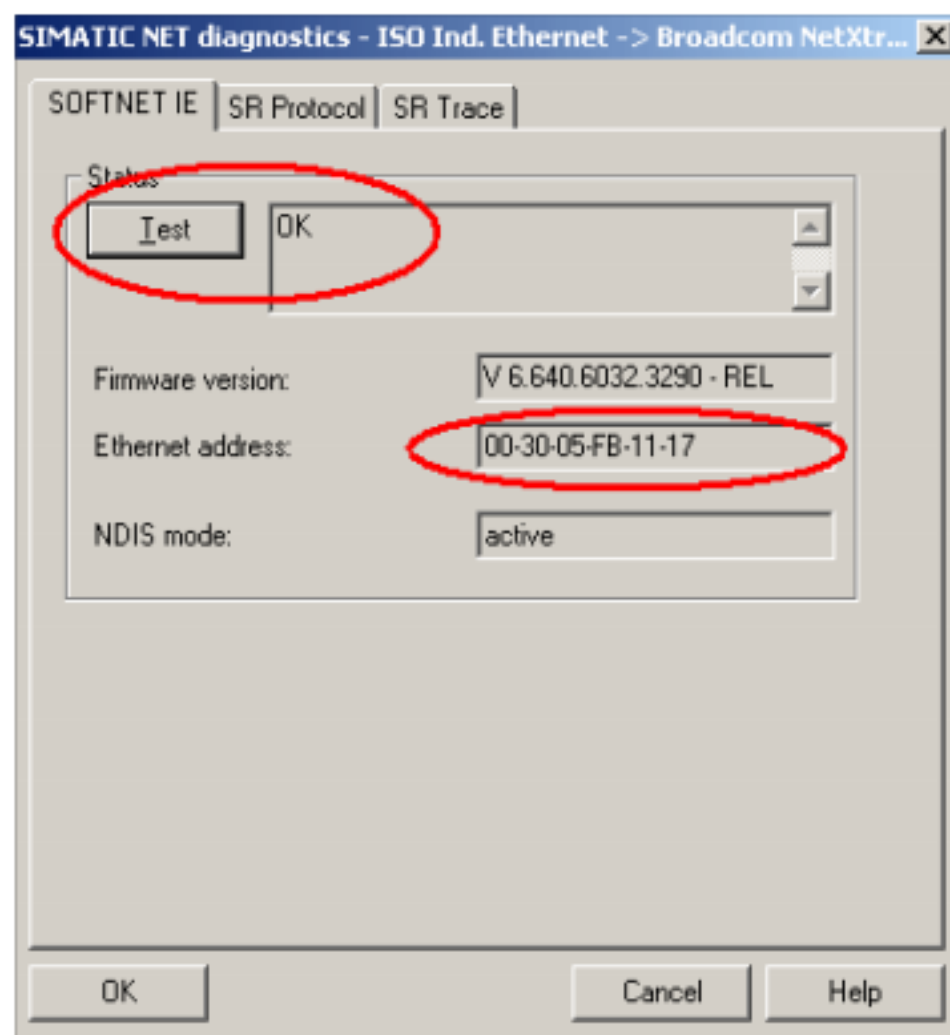 SIMATIC NET diagnostics - ISO Ind. Ethernet -> Broadcom NetXtr...
SOFTNET IE SR Protocol SR Trace
Status
Test OK
Firmware version: V 6.640.6032.3290 - REL
Ethernet address: 00-30-05-FB-11-17
NDIS mode: active
OK Cancel Help